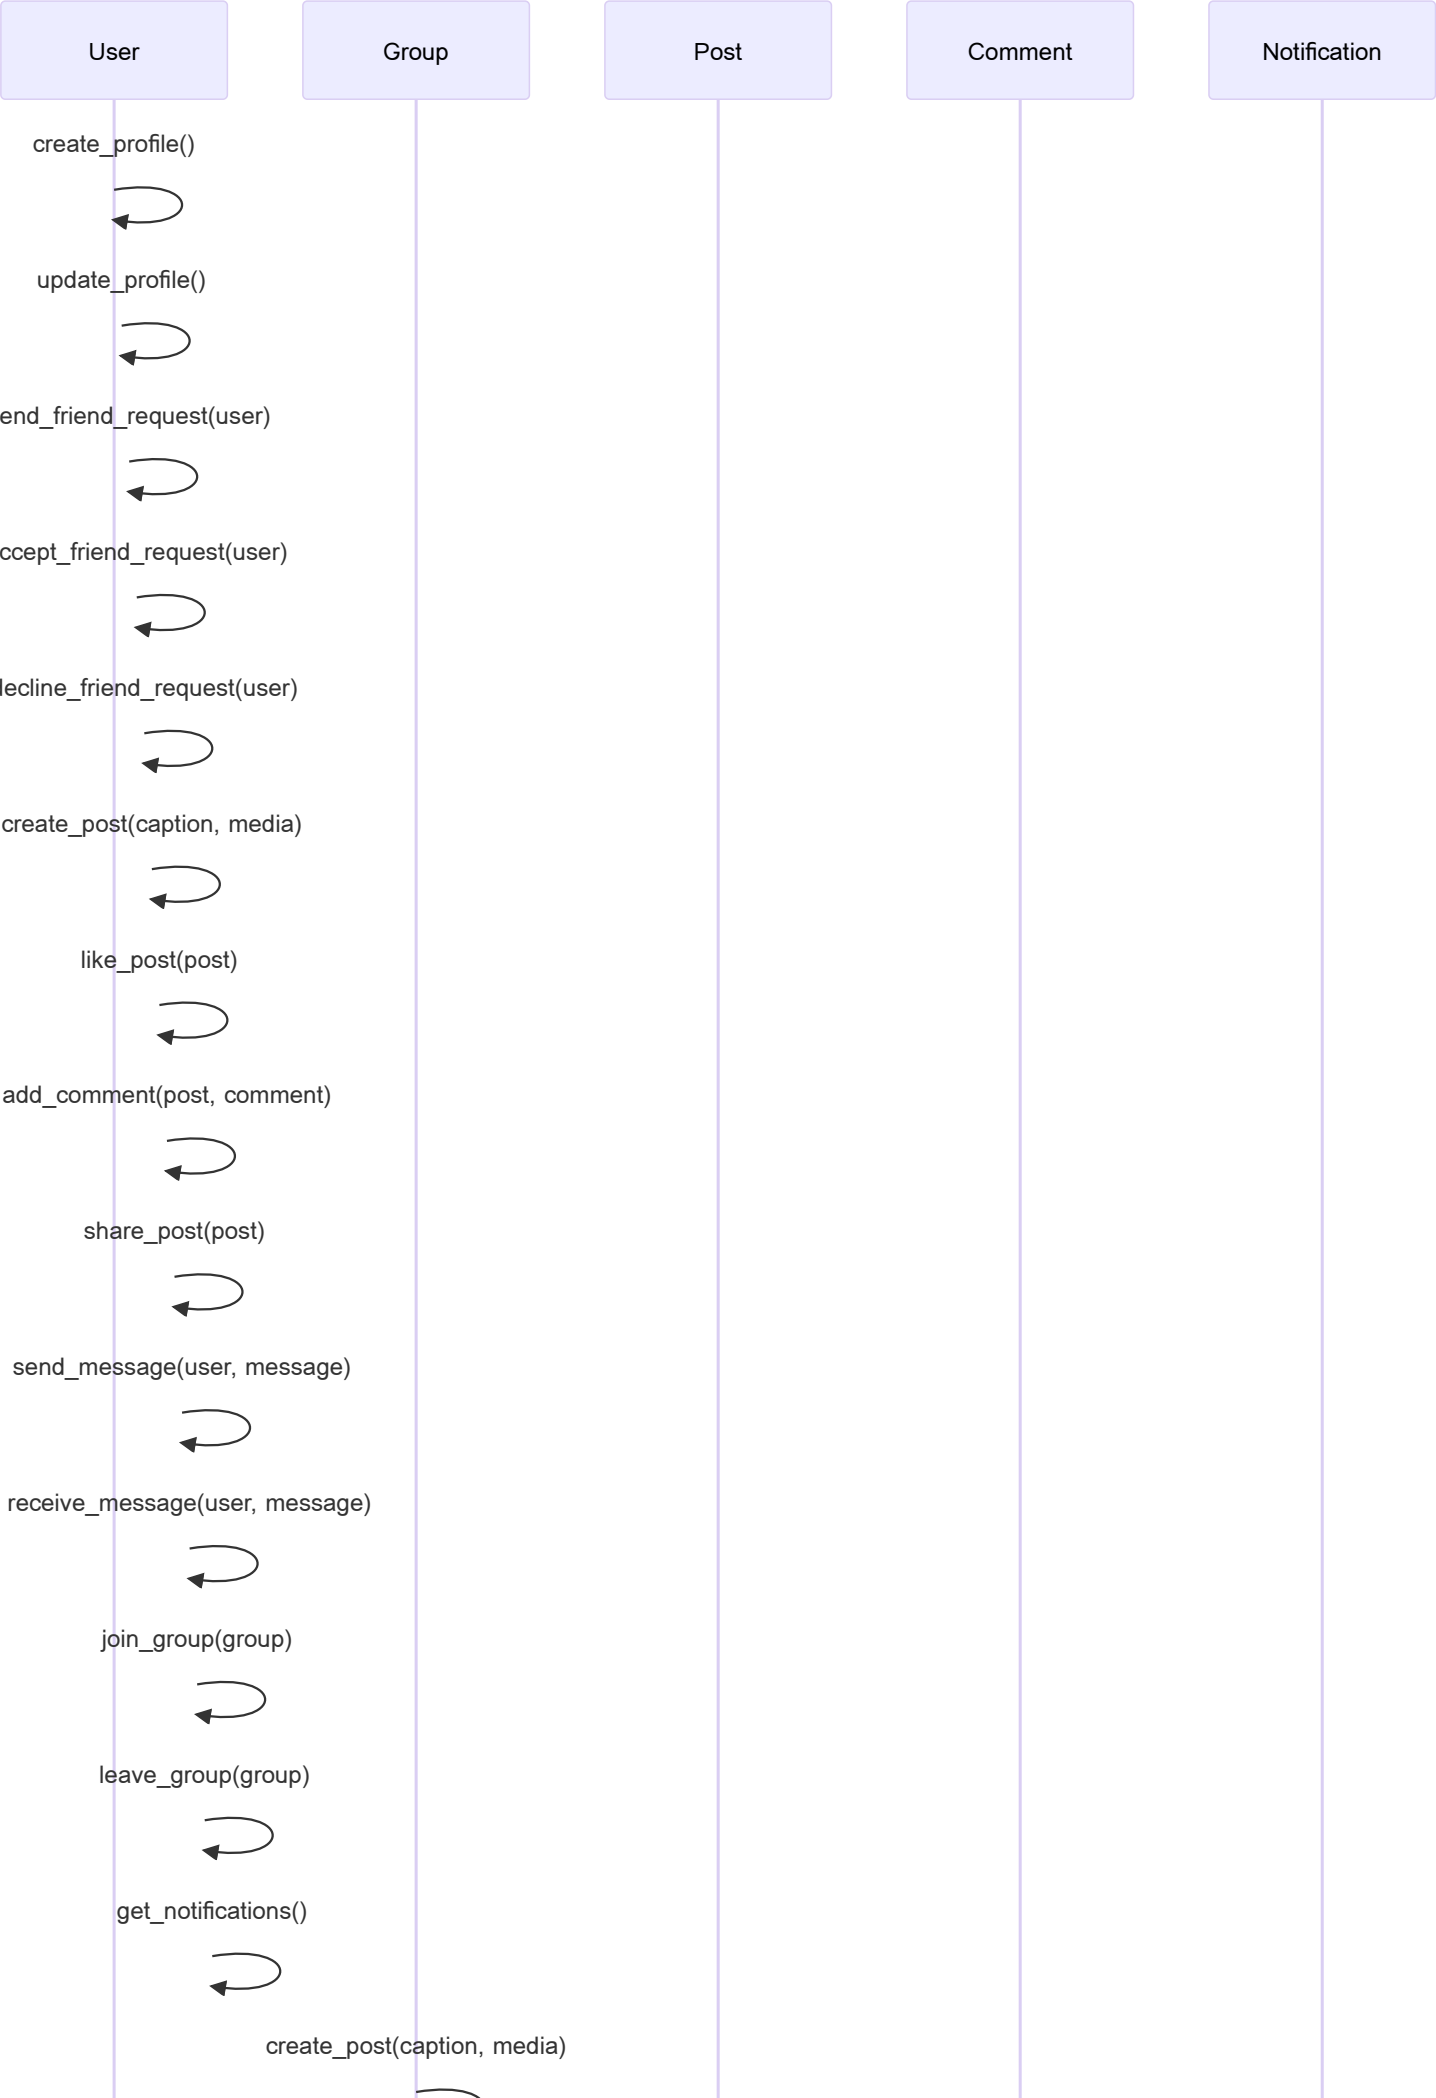 User
Group
Post
Comment
Notification
create_profile()
update_profile()
end_friend_request(user)
ccept_friend_request(user)
lecline_friend_request(user)
create_post(caption, media)
like_post(post)
add_comment(post, comment)
share_post(post)
send_message(user, message)
receive_message(user, message)
join_group(group)
leave_group(group)
get_notifications()
create_post(caption, media)